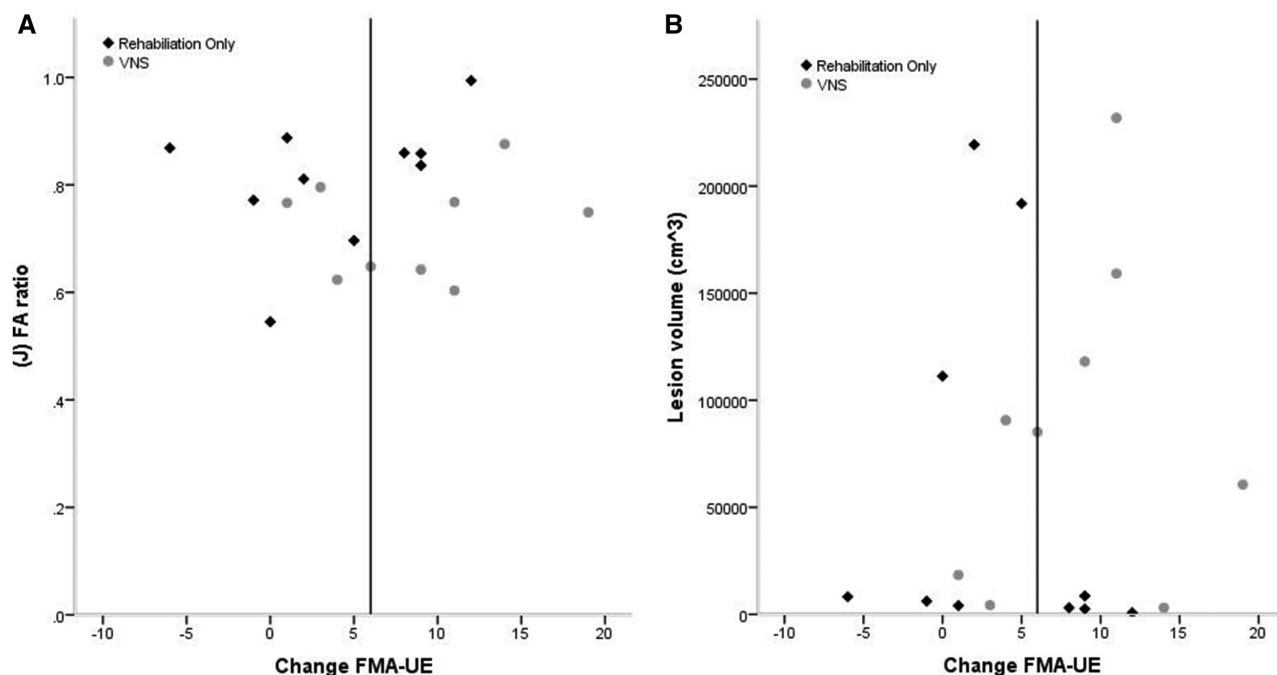 A
Rehabiliation Only
VNS
1.0
.8
.6
.4
.2
.0
(J) FA ratio
-10 -5 0 5 10 15 20
Change FMA-UE
B
Rehabilitation Only
VNS
250000
200000
150000
100000
50000
0
Lesion volume (cm^3)
-10 -5 0 5 10 15 20
Change FMA-UE